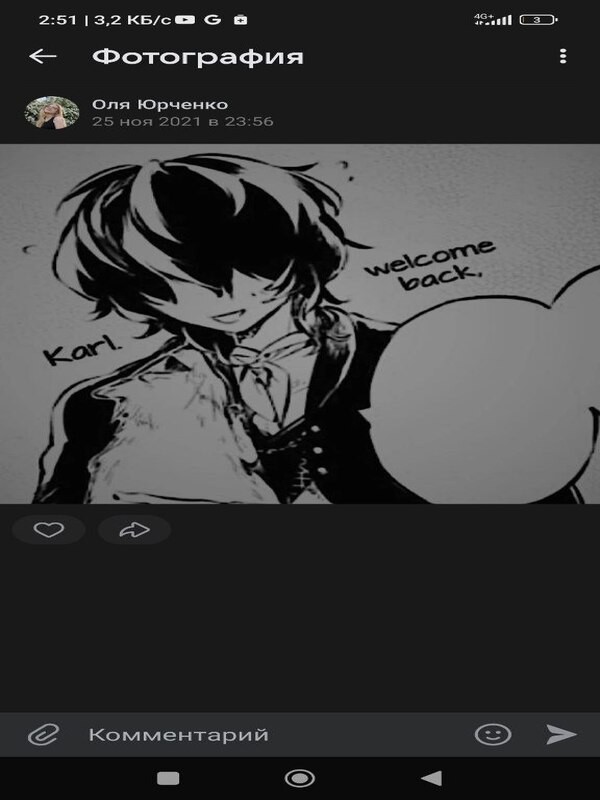 2:51 | 3,2 КБ/с
4G+
3
Фотография
Оля Юрченко
25 ноя 2021 в 23:56
welcome
back,
Karl.
Комментарий